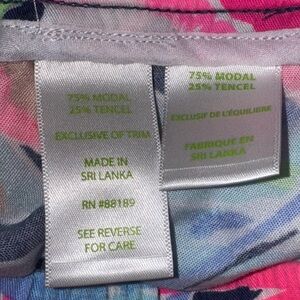 75% MODAL
25% TENCEL
EXCLUSIVE OF TRIM
MADE IN
SRI LANKA
RN #88189
SEE REVERSE
FOR CARE
75% MODAL
25% TENCEL
EXCLUSIF DE L'ÉQUILIBRE
FABRIQUE EN
SRI LANKA